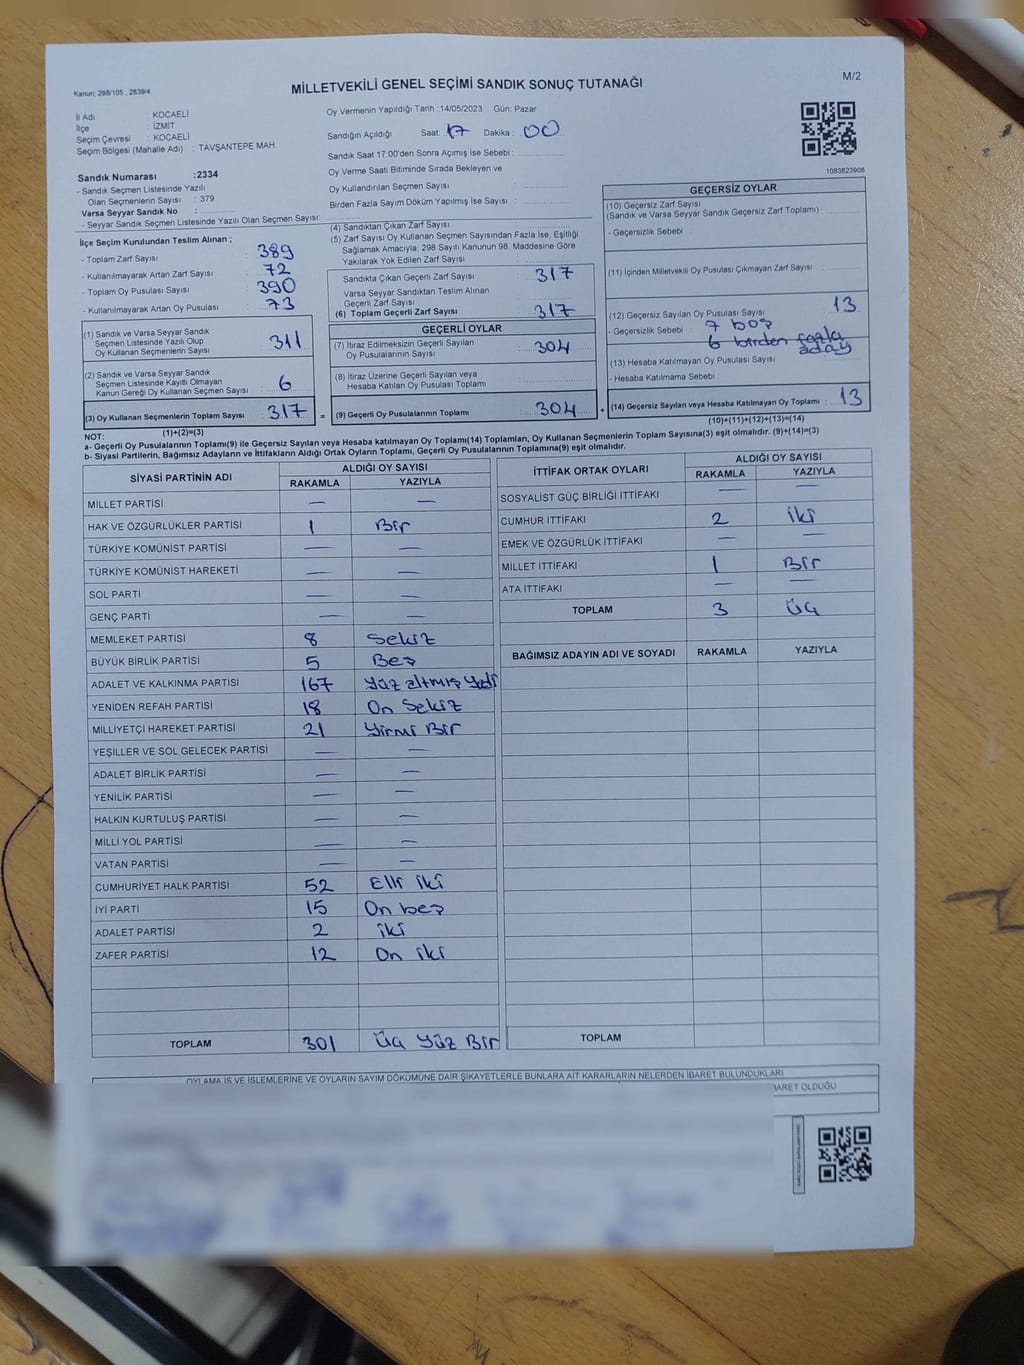 M/2
Kanun: 298/105 , 2839/4
MİLLETVEKİLİ GENEL SEÇİMİ SANDIK SONUÇ TUTANAĞI
İl Adı : KOCAELİ
İlçe : İZMİT
Seçim Çevresi : KOCAELİ
Seçim Bölgesi (Mahalle Adı) : TAVŞANTEPE MAH.
Sandık Numarası :2334
- Sandık Seçmen Listesinde Yazılı
Olan Seçmenlerin Sayısı : 379
Varsa Seyyar Sandık No :
- Seyyar Sandık Seçmen Listesinde Yazılı Olan Seçmen Sayısı:
Oy Vermenin Yapıldığı Tarih :14/05/2023 Gün: Pazar
Sandığın Açıldığı Saat: 17 Dakika : 00
Sandık Saat 17:00'den Sonra Açımış İse Sebebi :
Oy Verme Saati Bitiminde Sırada Bekleyen ve
Oy Kullandırılan Seçmen Sayısı :
Birden Fazla Sayım Döküm Yapılmış İse Sayısı :
1083823906
İlçe Seçim Kurulundan Teslim Alınan ;
- Toplam Zarf Sayısı : 389
- Kullanılmayarak Artan Zarf Sayısı : 72
- Toplam Oy Pusulası Sayısı : 390
- Kullanılmayarak Artan Oy Pusulası : 73
(1) Sandık ve Varsa Seyyar Sandık
Seçmen Listesinde Yazılı Olup
Oy Kullanan Seçmenlerin Sayısı : 311
(2) Sandık ve Varsa Seyyar Sandık
Seçmen Listesinde Kayıtlı Olmayan
Kanun Gereği Oy Kullanan Seçmen Sayısı : 6
(3) Oy Kullanan Seçmenlerin Toplam Sayısı : 317 =
(1)+(2)=(3)
(4) Sandıktan Çıkan Zarf Sayısı :
(5) Zarf Sayısı Oy Kullanan Seçmen Sayısından Fazla İse, Eşitliği
Sağlamak Amacıyla; 298 Sayılı Kanunun 98. Maddesine Göre
Yakılarak Yok Edilen Zarf Sayısı :
Sandıkta Çıkan Geçerli Zarf Sayısı : 317
Varsa Seyyar Sandıktan Teslim Alınan
Geçerli Zarf Sayısı :
(6) Toplam Geçerli Zarf Sayısı : 317
GEÇERLİ OYLAR
(7) İtiraz Edilmeksizin Geçerli Sayılan
Oy Pusulalarının Sayısı : 304
(8) İtiraz Üzerine Geçerli Sayılan veya
Hesaba Katılan Oy Pusulası Toplamı :
(9) Geçerli Oy Pusulalarının Toplamı : 304 +
GEÇERSİZ OYLAR
(10) Geçersiz Zarf Sayısı
(Sandık ve Varsa Seyyar Sandık Geçersiz Zarf Toplamı) :
- Geçersizlik Sebebi :
(11) İçinden Milletvekili Oy Pusulası Çıkmayan Zarf Sayısı :
(12) Geçersiz Sayılan Oy Pusulası Sayısı : 13
- Geçersizlik Sebebi : 7 boş
6 birden fazla
aday
(13) Hesaba Katılmayan Oy Pusulası Sayısı :
- Hesaba Katılmama Sebebi :
(14) Geçersiz Sayılan veya Hesaba Katılmayan Oy Toplamı : 13
(10)+(11)+(12)+(13)=(14)
NOT:
a- Geçerli Oy Pusulalarının Toplamı(9) ile Geçersiz Sayılan veya Hesaba katılmayan Oy Toplamı(14) Toplamları, Oy Kullanan Seçmenlerin Toplam Sayısına(3) eşit olmalıdır. (9)+(14)=(3)
b- Siyasi Partilerin, Bağımsız Adayların ve İttifakların Aldığı Ortak Oyların Toplamı, Geçerli Oy Pusulalarının Toplamına(9) eşit olmalıdır.
SİYASİ PARTİNİN ADI ALDIĞI OY SAYISI
RAKAMLA YAZIYLA
MİLLET PARTİSİ — —
HAK VE ÖZGÜRLÜKLER PARTİSİ 1 Bir
TÜRKİYE KOMÜNİST PARTİSİ — —
TÜRKİYE KOMÜNİST HAREKETİ — —
SOL PARTİ — —
GENÇ PARTİ — —
MEMLEKET PARTİSİ 8 Sekiz
BÜYÜK BİRLİK PARTİSİ 5 Beş
ADALET VE KALKINMA PARTİSİ 167 Yüz altmış Yedi
YENİDEN REFAH PARTİSİ 18 On Sekiz
MİLLİYETÇİ HAREKET PARTİSİ 21 Yirmi Bir
YEŞİLLER VE SOL GELECEK PARTİSİ — —
ADALET BİRLİK PARTİSİ — —
YENİLİK PARTİSİ — —
HALKIN KURTULUŞ PARTİSİ — —
MİLLİ YOL PARTİSİ — —
VATAN PARTİSİ — —
CUMHURİYET HALK PARTİSİ 52 Elli iki
İYİ PARTİ 15 On beş
ADALET PARTİSİ 2 iki
ZAFER PARTİSİ 12 On iki
TOPLAM 301 Üç Yüz Bir
İTTİFAK ORTAK OYLARI ALDIĞI OY SAYISI
RAKAMLA YAZIYLA
SOSYALİST GÜÇ BİRLİĞİ İTTİFAKI — —
CUMHUR İTTİFAKI 2 iki
EMEK VE ÖZGÜRLÜK İTTİFAKI — —
MİLLET İTTİFAKI 1 Bir
ATA İTTİFAKI — —
TOPLAM 3 Üç
BAĞIMSIZ ADAYIN ADI VE SOYADI RAKAMLA YAZIYLA
TOPLAM
OYLAMA İŞ VE İŞLEMLERİNE VE OYLARIN SAYIM DÖKÜMÜNE DAİR ŞİKAYETLERLE BUNLARA AİT KARARLARIN NELERDEN İBARET BULUNDUKLARI
OLDUĞU